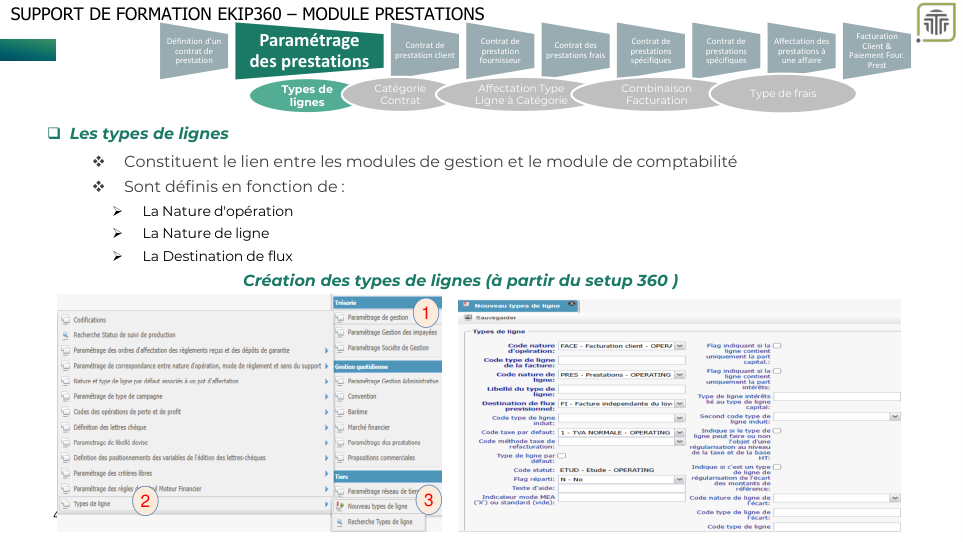 SUPPORT DE FORMATION EKIP360 – MODULE PRESTATIONS
Définition d'un
contrat de
prestation
Paramétrage
des prestations
Contrat de
prestation client
Contrat de
prestation
fournisseur
Contrat des
prestations frais
Contrat de
prestations
spécifiques
Contrat de
prestations
spécifiques
Affectation des
prestations à
une affaire
Facturation
Client &
Paiement Four.
Prest
Types de
lignes
Catégorie
Contrat
Affectation Type
Ligne à Catégorie
Combinaison
Facturation
Type de frais
Les types de lignes
Constituent le lien entre les modules de gestion et le module de comptabilité
Sont définis en fonction de :
La Nature d'opération
La Nature de ligne
La Destination de flux
Création des types de lignes (à partir du setup 360 )
Codifications
Recherche Status de suivi de production
Paramétrage des ordres d'affectation des règlements reçus et des dépôts de garantie
Paramétrage de correspondance entre nature d'opération, mode de règlement et sens du support
Nature et type de ligne par défaut associés à un pot d'affectation
Paramétrage de type de campagne
Codes des opérations de perte et de profit
Définition des lettres chèque
Paramétrage de libellé devise
Definition des positionnements des variables de l'édition des lettres-chèques
Paramétrage des critères libres
Paramétrage des règles Moteur Financier
Types de ligne
2
Trésorie
Paramétrage de gestion
1
Paramétrage Gestion des impayées
Paramétrage Société de Gestion
Gestion quotidienne
Paramétrage Gestion Administrative
Convention
Barème
Marché financier
Paramétrage des prestations
Propositions commerciales
Tiers
Paramétrage réseau de tiers
Nouveau types de ligne
3
Recherche Types de ligne
Nouveau types de ligne
Sauvegarder
Types de ligne
Code nature
d'opération:
FACE - Facturation client - OPERA
Code type de ligne
de la facture:
Code nature de
ligne:
PRES - Prestations - OPERATING
Libellé du type de
ligne:
Destination de flux
previsionnel:
FI - Facture independante du loy
Code type de ligne
induit:
Code taxe par defaut:
1 - TVA NORMALE - OPERATING
Code méthode taxe de
refacturation:
Type de ligne par
défaut:
Code statut:
ETUD - Etude - OPERATING
Flag réparti:
N - No
Texte d'aide:
Indicateur mode MEA
('X') ou standard (vide):
Flag indiquant si la
ligne contient
uniquement la part
capital.:
Flag indiquant si la
ligne contient
uniquement la part
intérêts:
Type de ligne intérêts
lié au type de ligne
capital:
Second code type de
ligne induit:
Indique si le type de
ligne peut faire ou non
l'objet d'une
régularisation au niveau
de la taxe et de la base
HT:
Indique si c'est un type
de ligne de
régularisation de l'écart
des montants de
référence:
Code nature de ligne de
l'écart:
Code type de ligne de
l'écart:
Code type de ligne